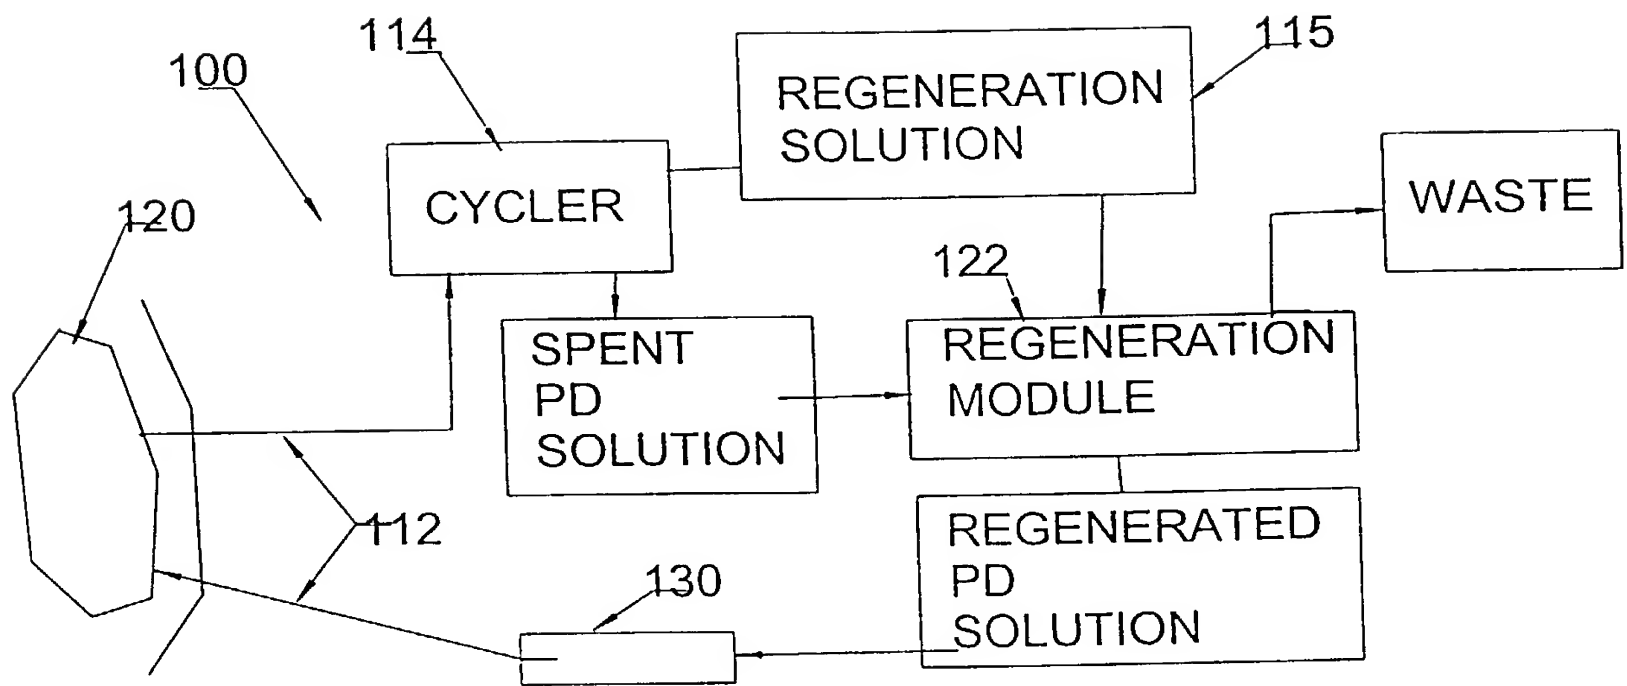 114
115
100
REGENERATION
SOLUTION
WASTE
CYCLER
120
122
SPENT
PD
SOLUTION
REGENERATION
MODULE
112
REGENERATED
PD
SOLUTION
130